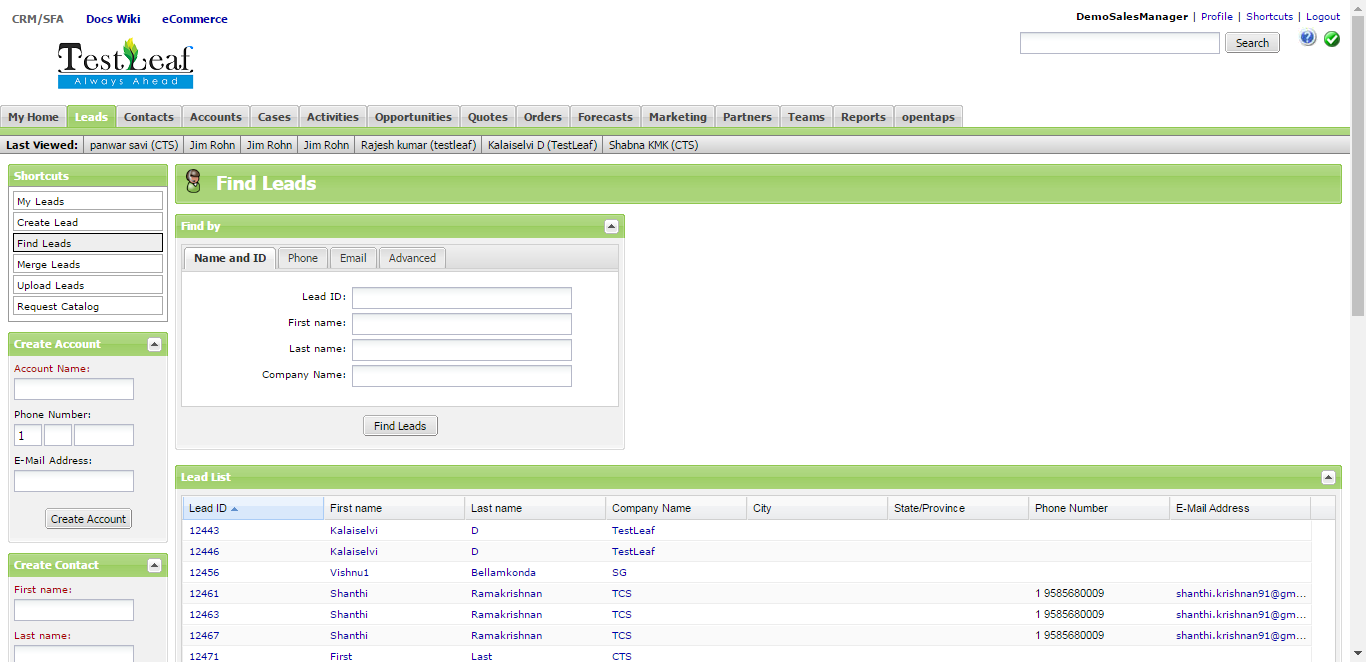 CRM/SFA Docs Wiki eCommerce
DemoSalesManager | Profile | Shortcuts | Logout
TestLeaf
Always Ahead
Search
My Home Leads Contacts Accounts Cases Activities Opportunities Quotes Orders Forecasts Marketing Partners Teams Reports opentaps
Last Viewed: panwar savi (CTS) Jim Rohn Jim Rohn Jim Rohn Rajesh kumar (testleaf) Kalaiselvi D (TestLeaf) Shabna KMK (CTS)
Shortcuts
My Leads
Create Lead
Find Leads
Merge Leads
Upload Leads
Request Catalog
Create Account
Account Name:
Phone Number:
1
E-Mail Address:
Create Account
Create Contact
First name:
Last name:
Find Leads
Find by
Name and ID Phone Email Advanced
Lead ID:
First name:
Last name:
Company Name:
Find Leads
Lead List
Lead ID First name Last name Company Name City State/Province Phone Number E-Mail Address
12443 Kalaiselvi D TestLeaf
12446 Kalaiselvi D TestLeaf
12456 Vishnu1 Bellamkonda SG
12461 Shanthi Ramakrishnan TCS 1 9585680009 shanthi.krishnan91@gm...
12463 Shanthi Ramakrishnan TCS 1 9585680009 shanthi.krishnan91@gm...
12467 Shanthi Ramakrishnan TCS 1 9585680009 shanthi.krishnan91@gm...
12471 First Last CTS